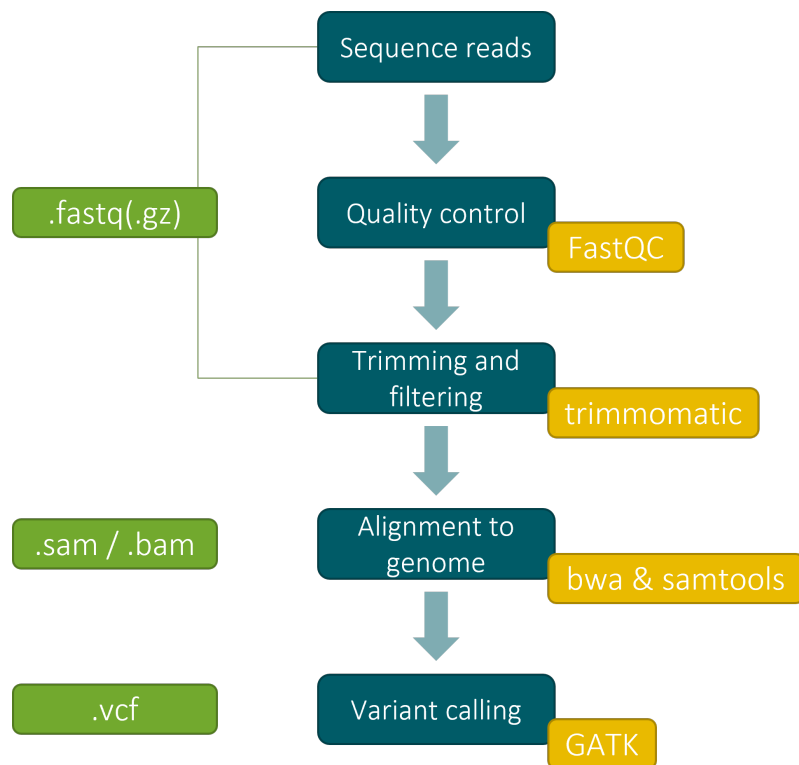 Sequence reads
.fastq(.gz)
Quality control
FastQC
Trimming and
filtering
trimmomatic
.sam / .bam
Alignment to
genome
bwa & samtools
.vcf
Variant calling
GATK